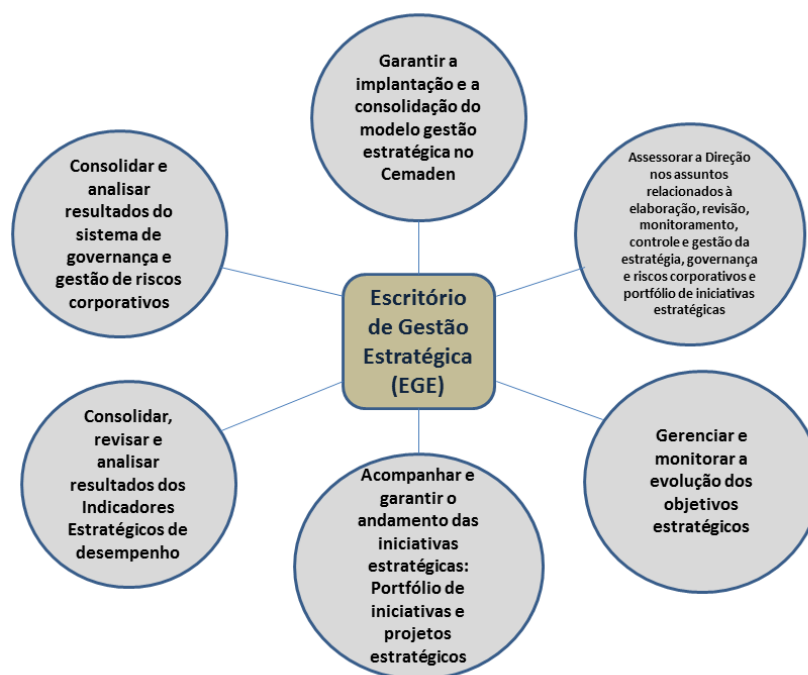 Garantir a
implantação e a
consolidação do
modelo gestão
estratégica no
Cemaden
Assessorar a Direção
nos assuntos
relacionados à
elaboração, revisão,
monitoramento,
controle e gestão da
estratégia, governança
e riscos corporativos e
portfólio de iniciativas
estratégicas
Gerenciar e
monitorar a
evolução dos
objetivos
estratégicos
Acompanhar e
garantir o
andamento das
iniciativas
estratégicas:
Portfólio de
iniciativas e
projetos
estratégicos
Consolidar,
revisar e
analisar
resultados dos
Indicadores
Estratégicos de
desempenho
Consolidar e
analisar
resultados do
sistema de
governança e
gestão de riscos
corporativos
Escritório
de Gestão
Estratégica
(EGE)